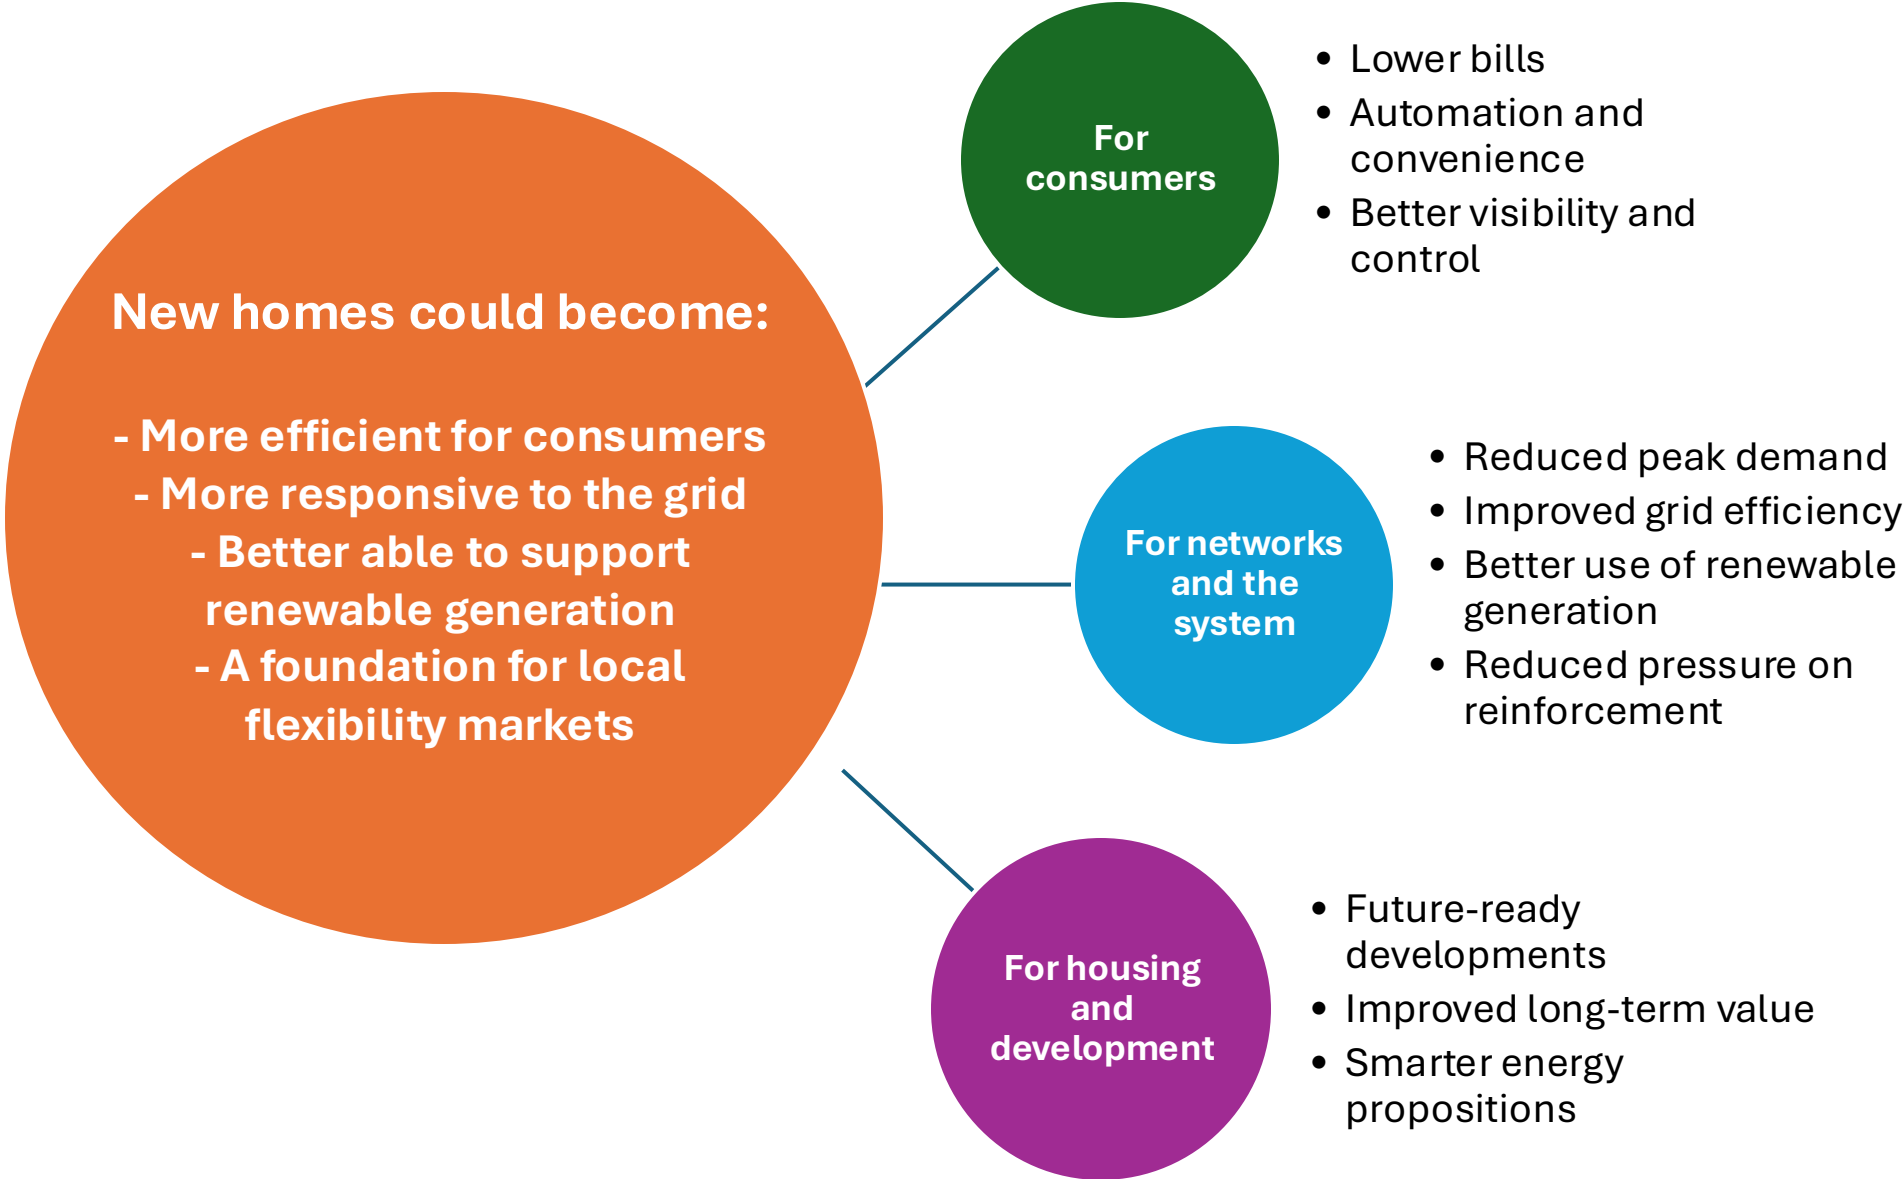 New homes could become:
- More efficient for consumers
- More responsive to the grid
- Better able to support
renewable generation
- A foundation for local
flexibility markets
For
consumers
• Lower bills
• Automation and
convenience
• Better visibility and
control
For networks
and the
system
• Reduced peak demand
• Improved grid efficiency
• Better use of renewable
generation
• Reduced pressure on
reinforcement
For housing
and
development
• Future-ready
developments
• Improved long-term value
• Smarter energy
propositions